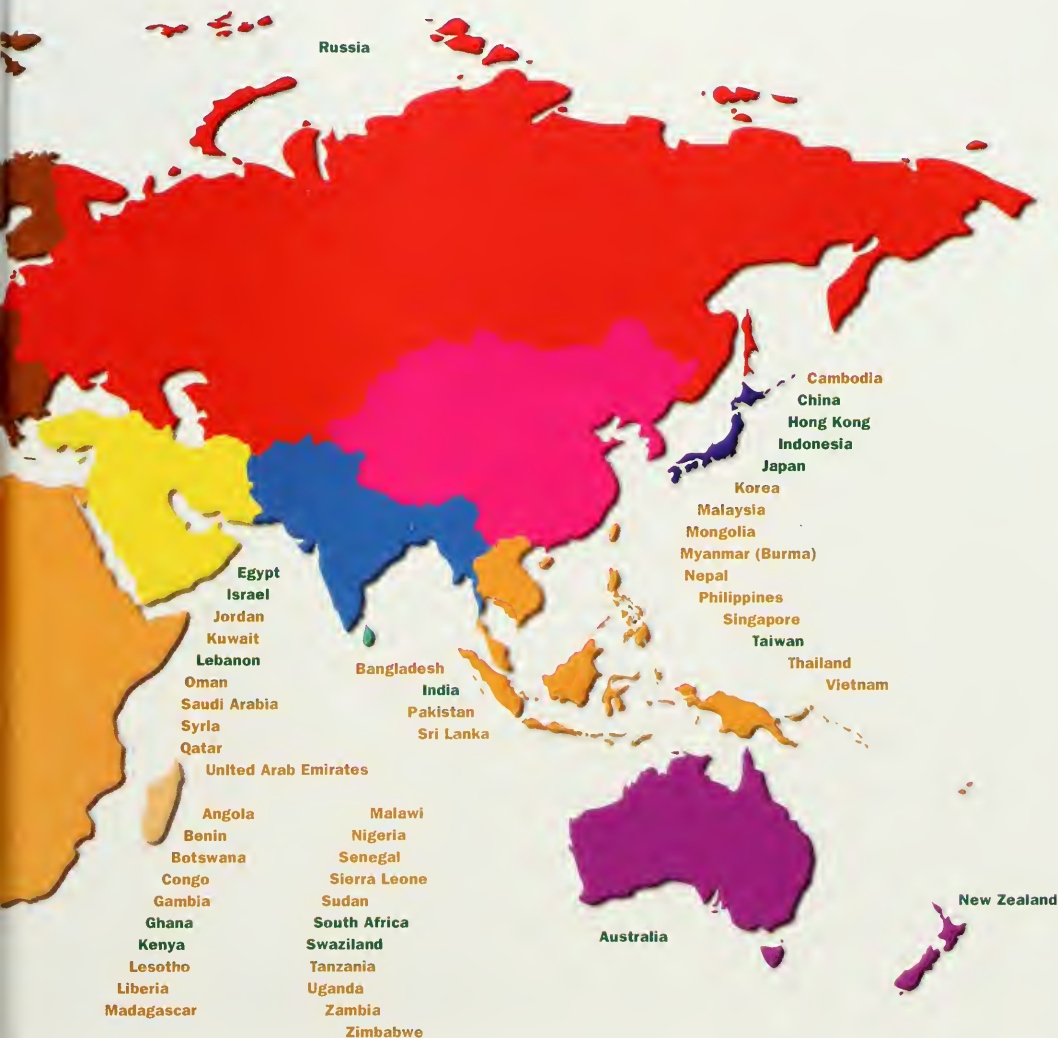 Russia
Cambodia
China
Hong Kong
Indonesia
Japan
Korea
Malaysia
Mongolia
Myanmar (Burma)
Nepal
Philippines
Singapore
Taiwan
Thailand
Vietnam
Egypt
Israel
Jordan
Kuwait
Lebanon
Oman
Saudi Arabia
Syria
Qatar
United Arab Emirates
Bangladesh
India
Pakistan
Sri Lanka
Angola
Benin
Botswana
Congo
Gambia
Ghana
Kenya
Lesotho
Liberia
Madagascar
Malawi
Nigeria
Senegal
Sierra Leone
Sudan
South Africa
Swaziland
Tanzania
Uganda
Zambia
Zimbabwe
Australia
New Zealand